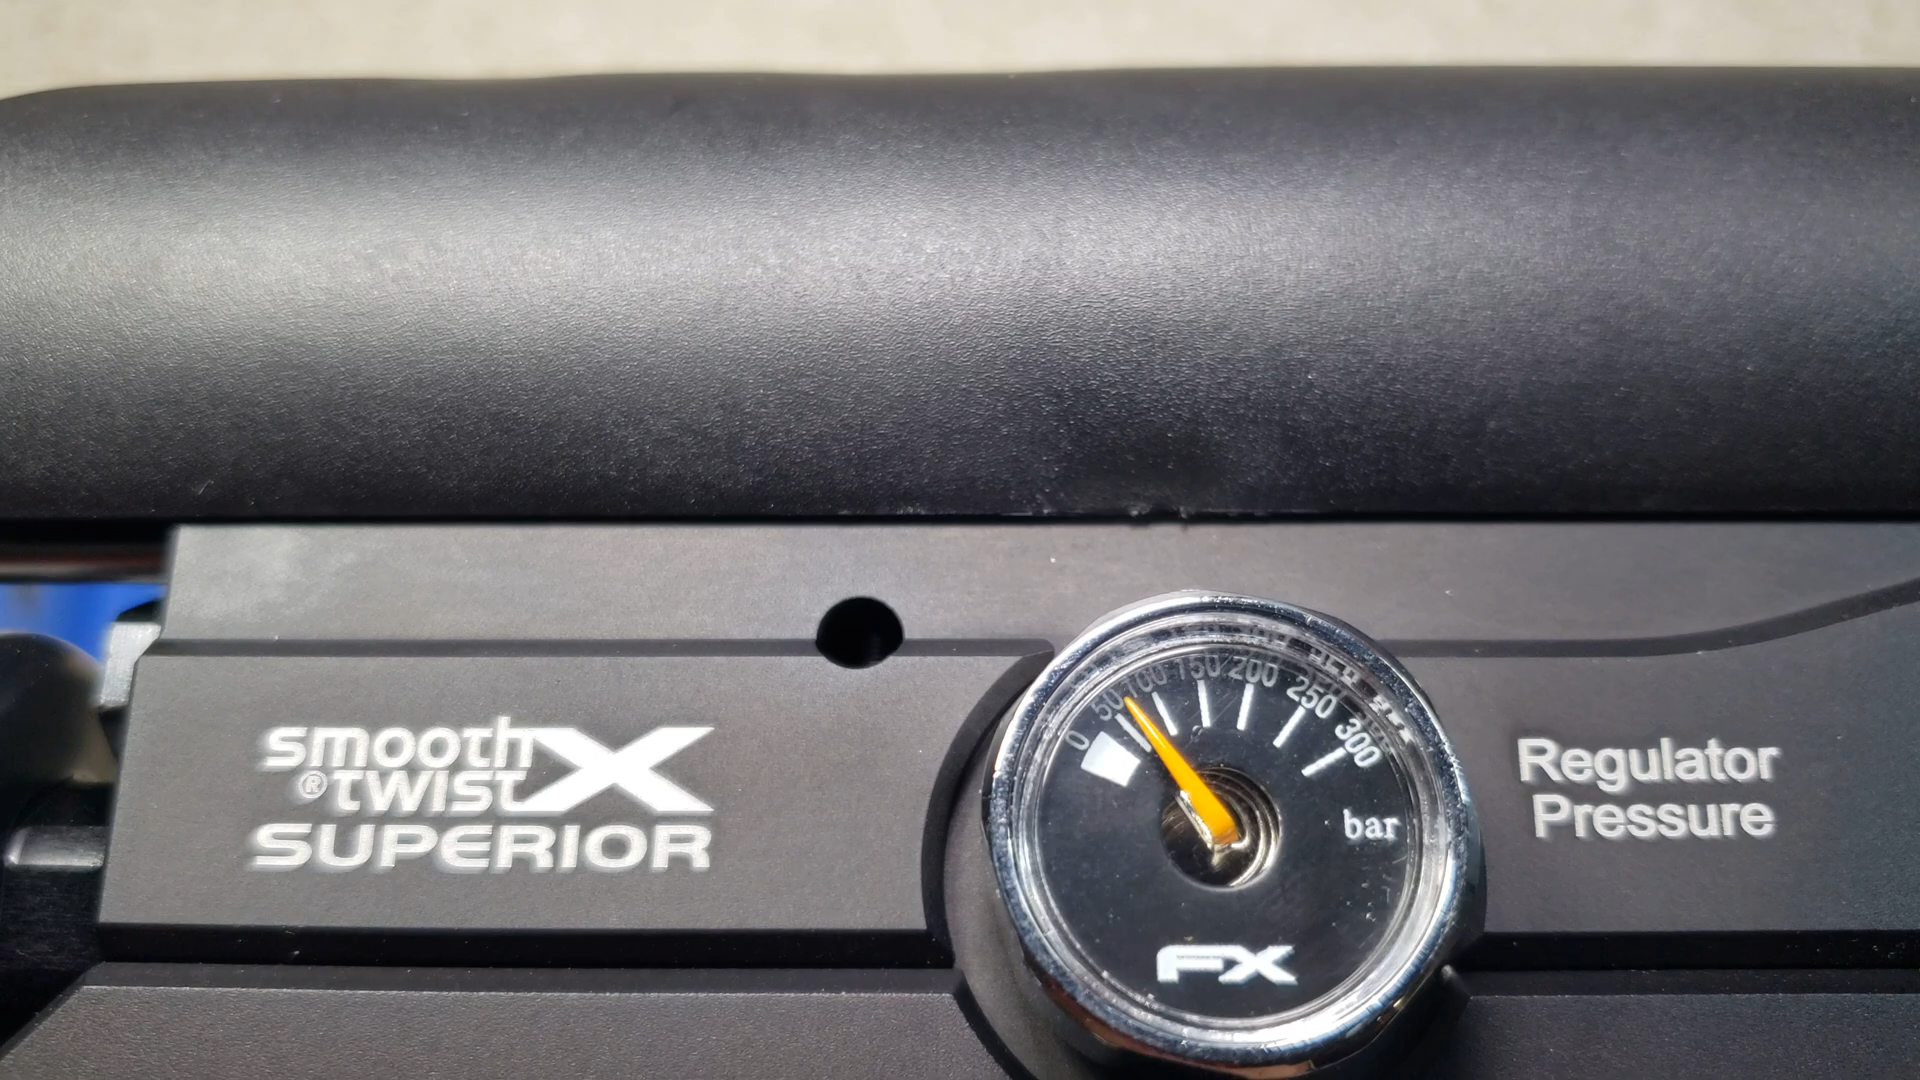 smooth
®TWIST X
SUPERIOR
0 50 100 150 200 250 300
bar
FX
Regulator
Pressure